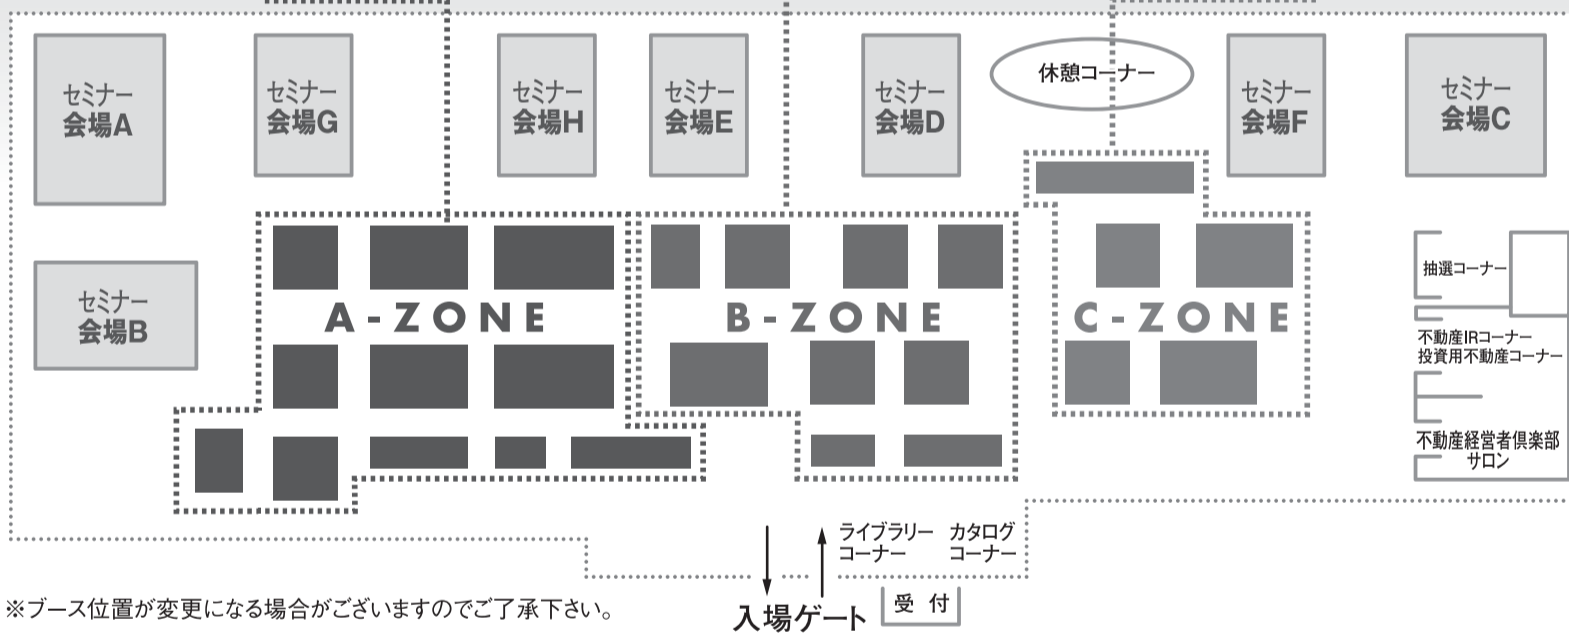 セミナー
会場A
セミナー
会場G
セミナー
会場H
セミナー
会場E
セミナー
会場D
休憩コーナー
セミナー
会場F
セミナー
会場C
セミナー
会場B
A-ZONE
B-ZONE
C-ZONE
抽選コーナー
不動産IRコーナー
投資用不動産コーナー
不動産経営者倶楽部
サロン
ライブラリー
コーナー
カタログ
コーナー
入場ゲート
受 付
※ブース位置が変更になる場合がございますのでご了承下さい。